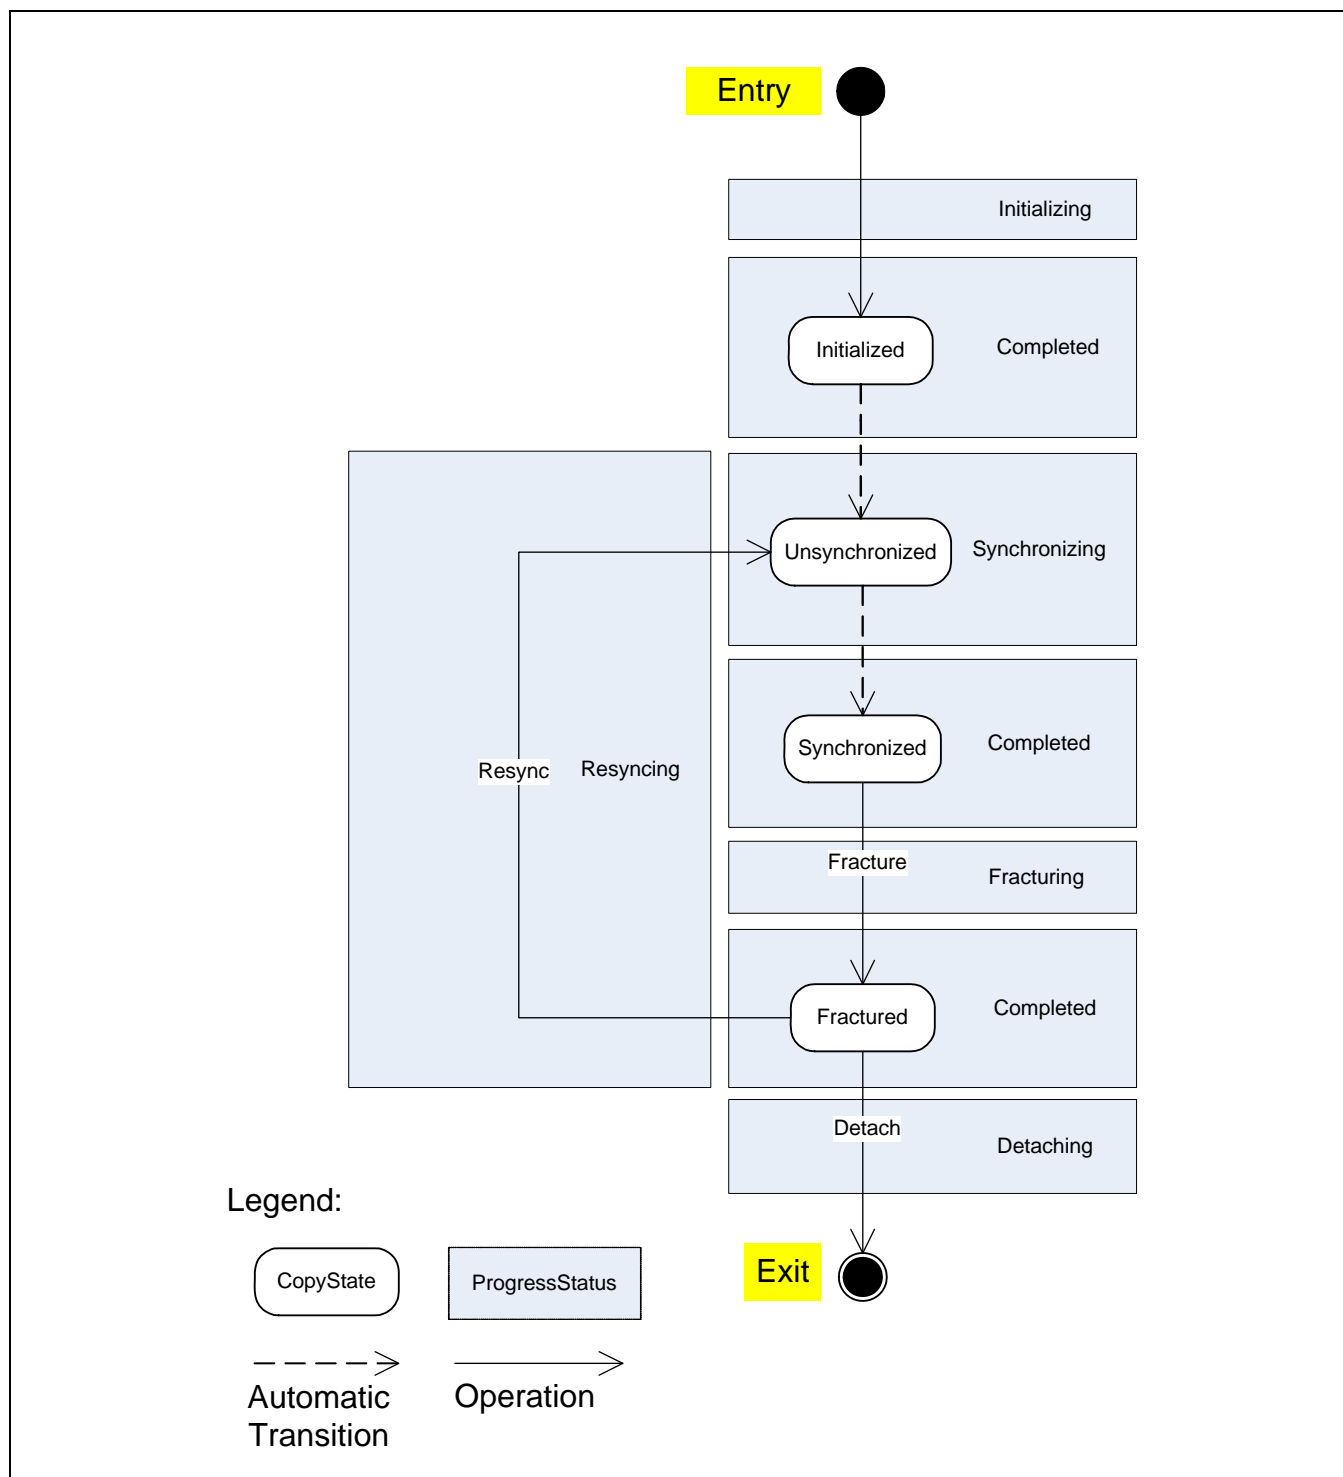 Entry
Initializing
Initialized
Completed
Unsynchronized
Synchronizing
Synchronized
Completed
Resync
Resyncing
Fracture
Fracturing
Fractured
Completed
Detach
Detaching
Legend:
Exit
CopyState
ProgressStatus
Automatic
Transition
Operation